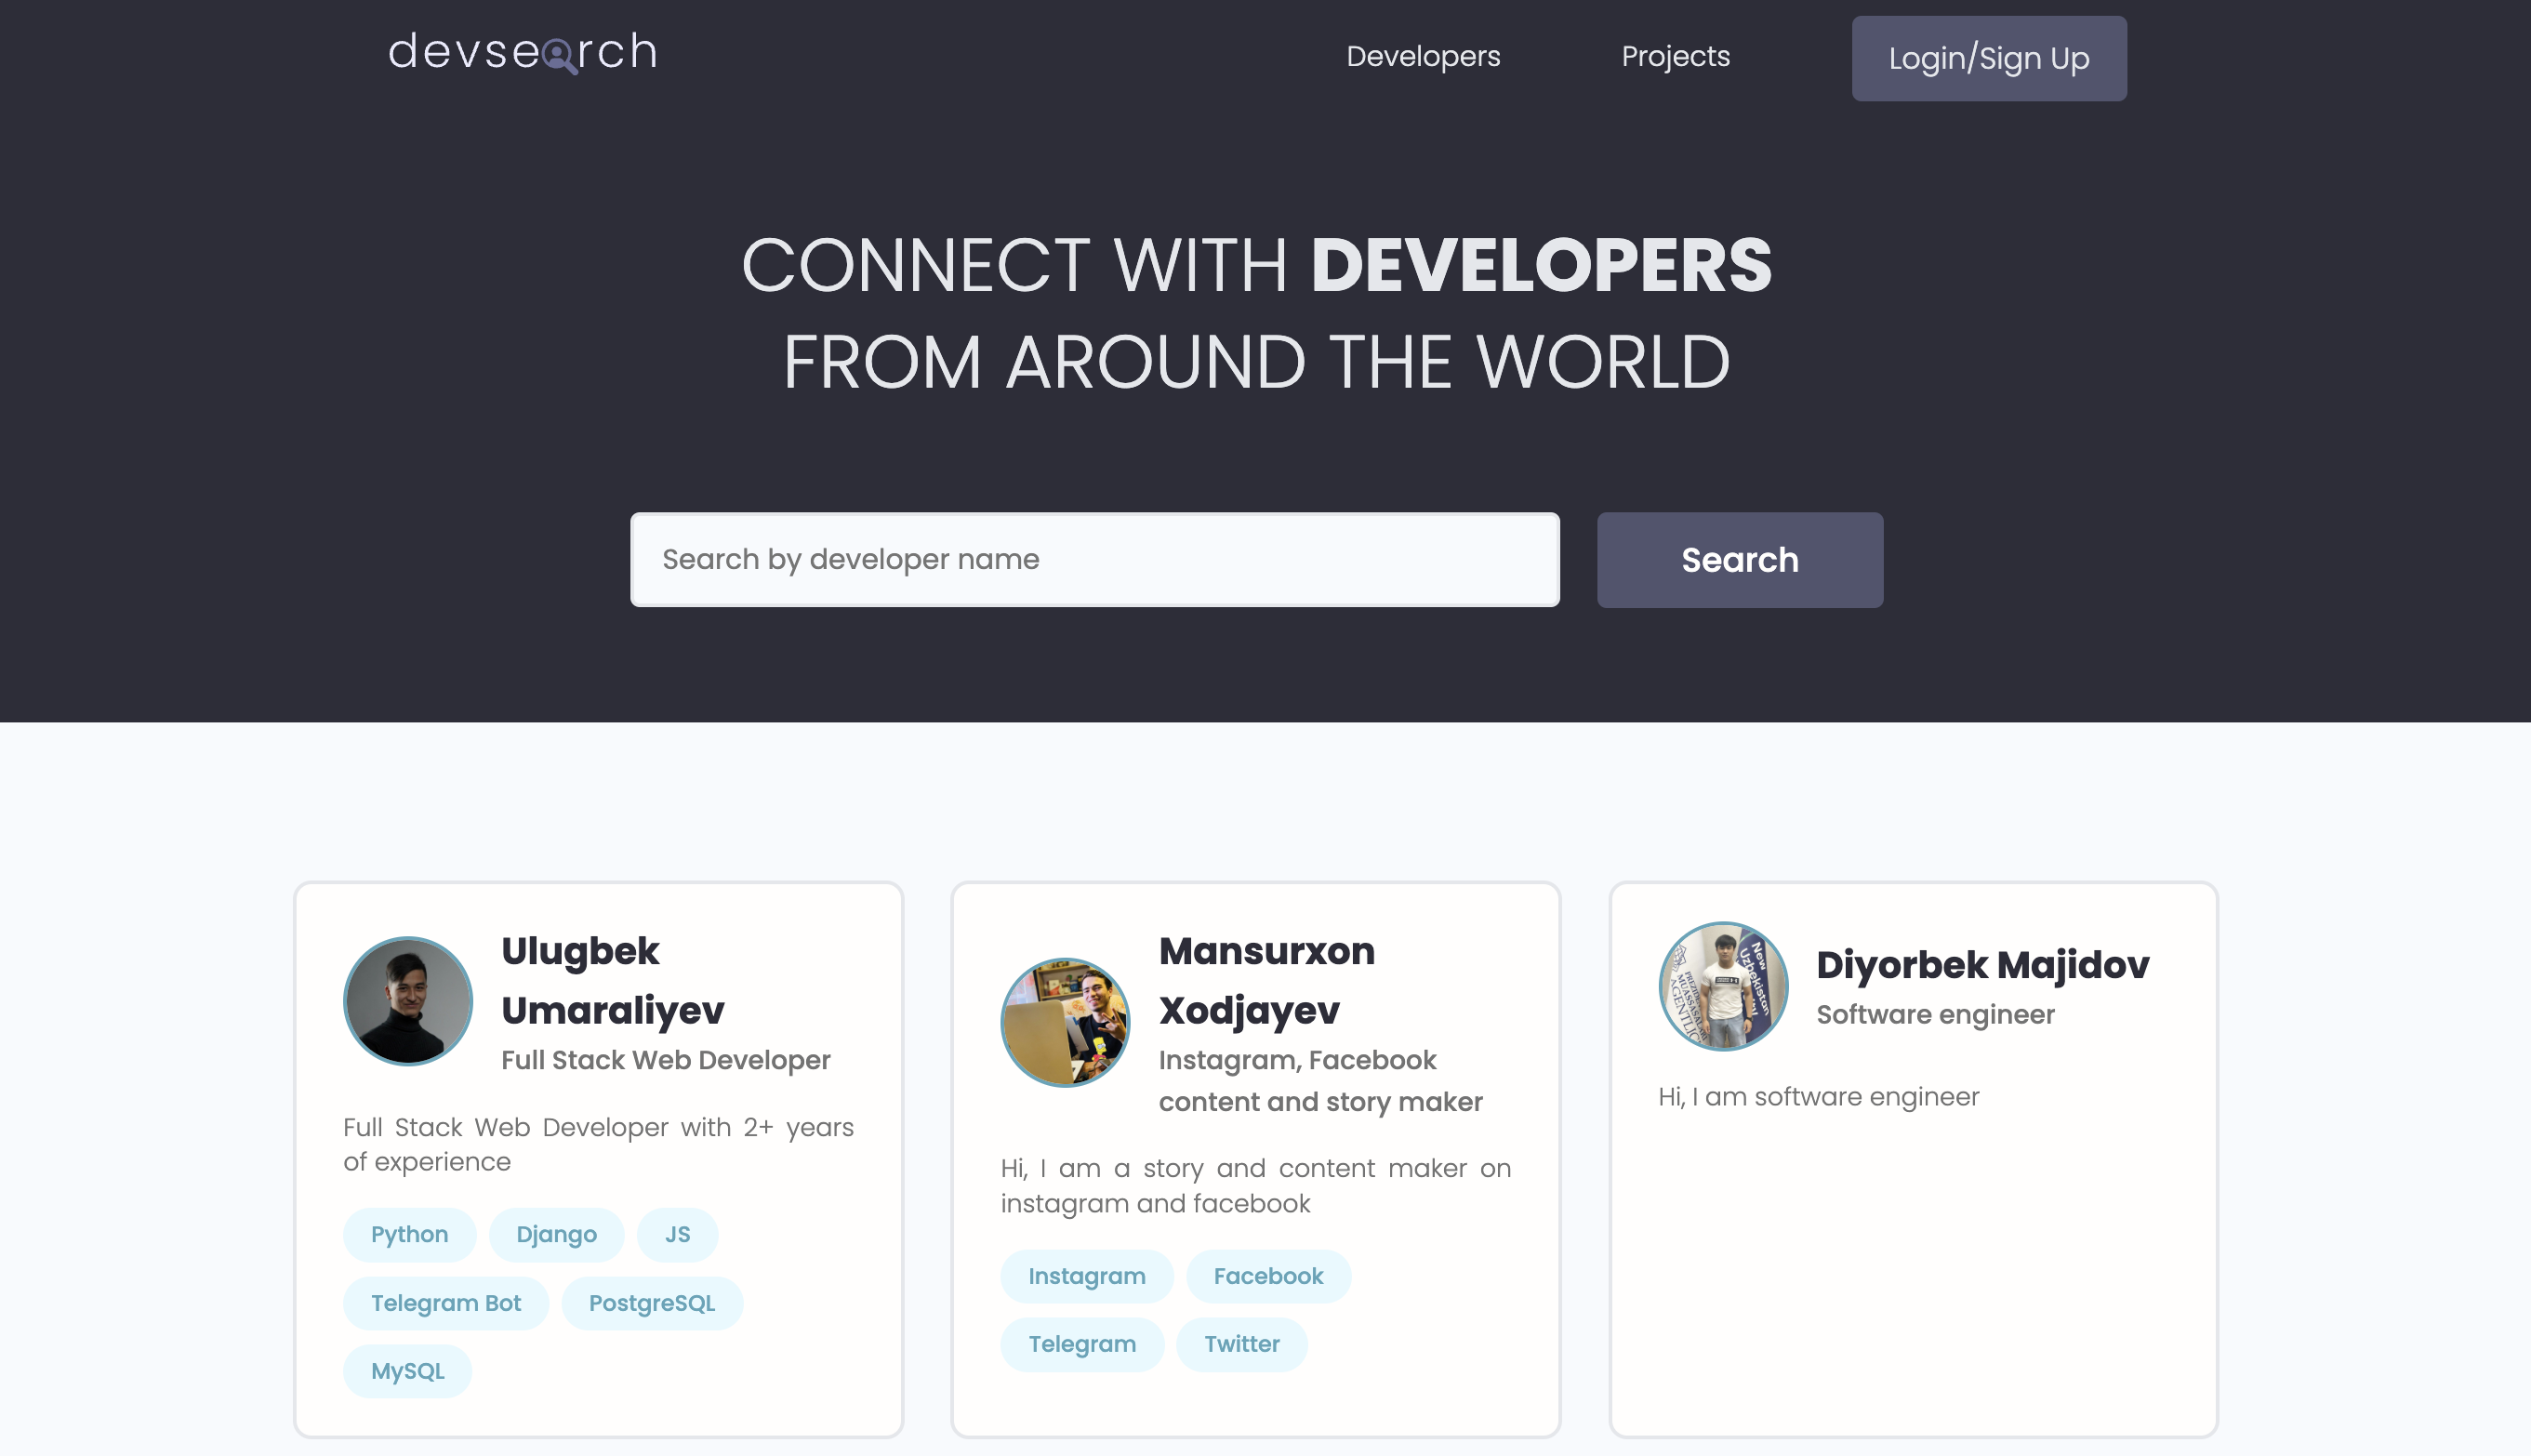 devsearch
Developers
Projects
Login/Sign Up
CONNECT WITH DEVELOPERS
FROM AROUND THE WORLD
Search by developer name
Search
Ulugbek
Umaraliyev
Full Stack Web Developer
Full Stack Web Developer with 2+ years
of experience
Python
Django
JS
Telegram Bot
PostgreSQL
MySQL
Mansurxon
Xodjayev
Instagram, Facebook
content and story maker
Hi, I am a story and content maker on
instagram and facebook
Instagram
Facebook
Telegram
Twitter
New
Uzbekistan
Diyorbek Majidov
Software engineer
Hi, I am software engineer